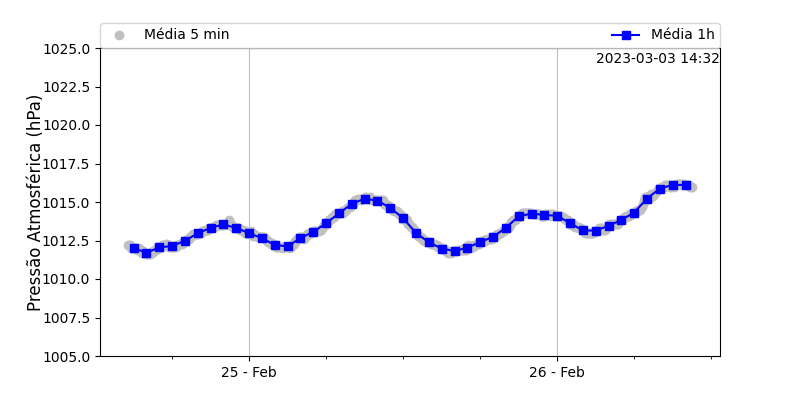 Média 5 min
Média 1h
2023-03-03 14:32
Pressão Atmosférica (hPa)
1025.0
1022.5
1020.0
1017.5
1015.0
1012.5
1010.0
1007.5
1005.0
25 - Feb
26 - Feb